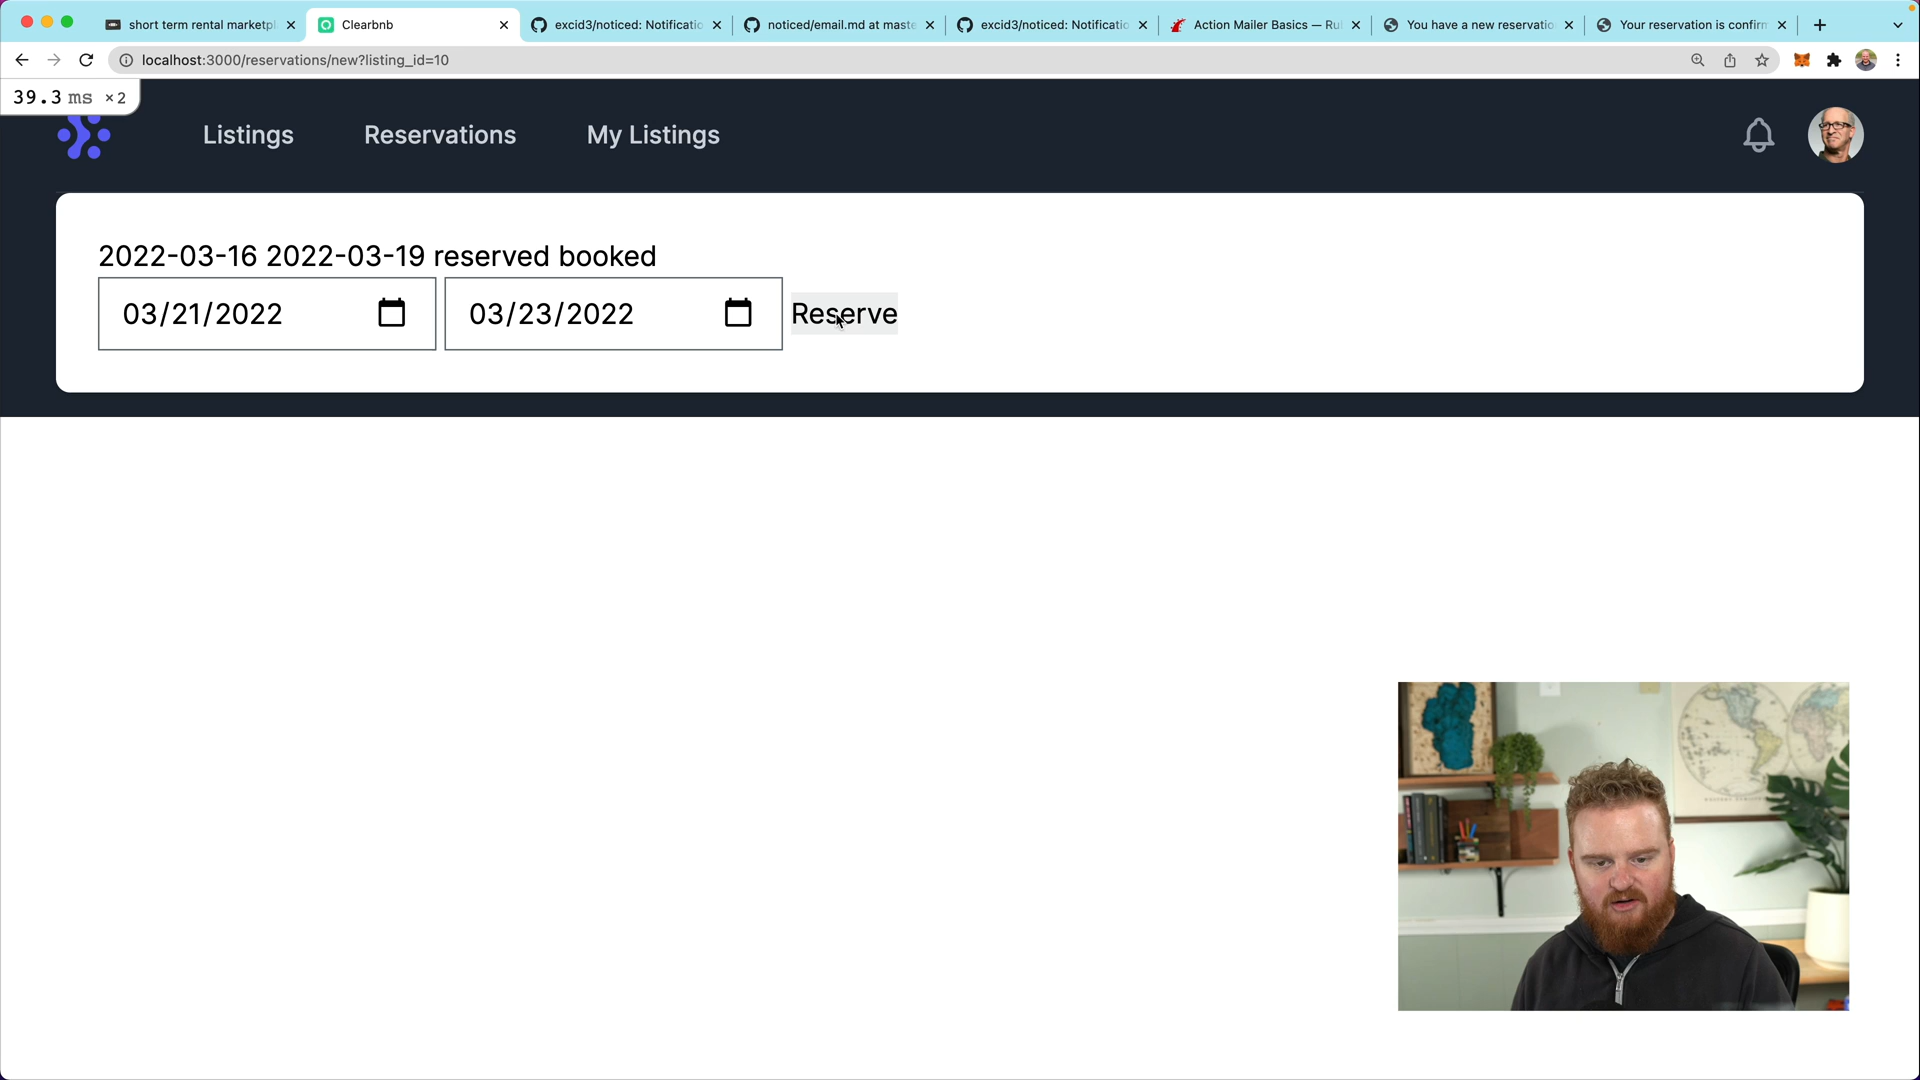 short term rental marketpl
Clearbnb
excid3/noticed: Notificatio
noticed/email.md at maste
excid3/noticed: Notificatio
Action Mailer Basics — Ru
You have a new reservatio
Your reservation is confirm
localhost:3000/reservations/new?listing_id=10
39.3 ms ×2
Listings
Reservations
My Listings
2022-03-16 2022-03-19 reserved booked
03/21/2022
03/23/2022
Reserve